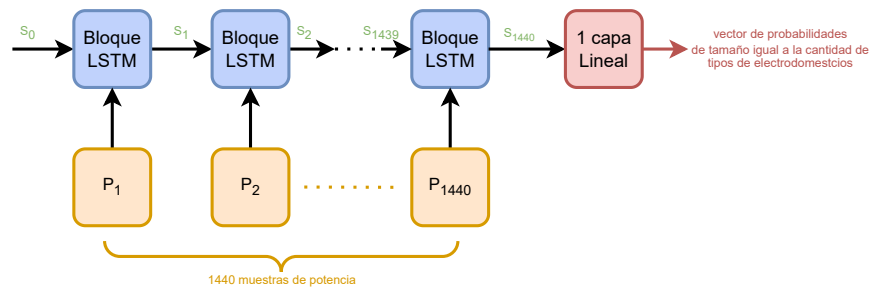 S0
Bloque
LSTM
S1
Bloque
LSTM
S2
S1439
Bloque
LSTM
S1440
1 capa
Lineal
vector de probabilidades
de tamaño igual a la cantidad de
tipos de electrodomestcios
P1
P2
P1440
1440 muestras de potencia